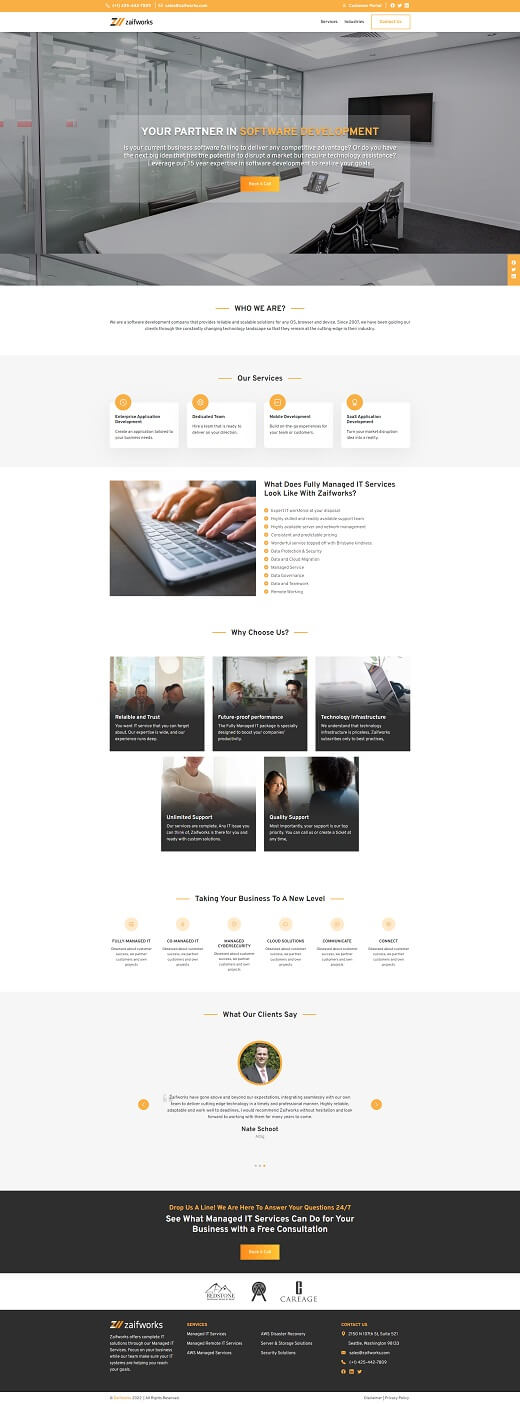 (+1) 425-442-7809 | sales@zaifworks.com
Customer Portal
zaifworks
Services Industries Contact Us
YOUR PARTNER IN SOFTWARE DEVELOPMENT
Is your current business software failing to deliver any competitive advantage? Or do you have
the next big idea that has the potential to disrupt a market but require technology assistance?
Leverage our 15 year expertise in software development to realize your goals.
Book A Call
WHO WE ARE?
We are a software development company that provides reliable and scalable solutions for any OS, browser and device. Since 2007, we have been guiding our
clients through the constantly changing technology landscape so that they remain at the cutting-edge in their industry.
Our Services
Enterprise Application
Development
Create an application tailored to
your business needs.
Dedicated Team
Hire a team that is ready to
deliver on your direction.
Mobile Development
Build on-the-go experiences for
your team or customers.
SaaS Application
Development
Turn your market disruption
idea into a reality.
What Does Fully Managed IT Services
Look Like With Zaifworks?
Expert IT workforce at your disposal
Highly skilled and readily available support team
Highly available server and network management
Consistent and predictable pricing
Wonderful service topped off with Brisbane kindness
Data Protection & Security
Data and Cloud Migration
Managed Service
Data Governance
Data and Teamwork
Remote Working
Why Choose Us?
Relaible and Trust
You want IT service that you can forget
about. Our expertise is wide, and our
experience runs deep.
Future-proof performance
The Fully Managed IT package is specially
designed to boost your companies'
productivity.
Technology Infrastructure
We understand that technology
infrastructure is priceless. Zaifworks
subscribes only to best practises.
Unlimited Support
Our services are complete. Any IT issue you
can think of, Zaifworks is there for you and
ready with custom solutions.
Quality Support
Most importantly, your support is our top
priority. You can call us or create a ticket at
any time.
Taking Your Business To A New Level
FULLY-MANAGED IT
Obsessed about customer
success, we partner
customers and own
projects
CO-MANAGED IT
Obsessed about customer
success, we partner
customers and own
projects
MANAGED
CYBERSECURITY
Obsessed about customer
success, we partner
customers and own
projects
CLOUD SOLUTIONS
Obsessed about customer
success, we partner
customers and own
projects
COMMUNICATE
Obsessed about customer
success, we partner
customers and own
projects
CONNECT
Obsessed about customer
success, we partner
customers and own
projects
What Our Clients Say
Zaifworks have gone above and beyond our expectations, integrating seamlessly with our own
team to deliver cutting edge technology in a timely and professional manner. Highly reliable,
adaptable and work well to deadlines, I would recommend Zaifworks without hesitation and look
forward to working with them for many years to come.
Nate Schoot
Drop Us A Line! We Are Here To Answer Your Questions 24/7
See What Managed IT Services Can Do for Your
Business with a Free Consultation
Book A Call
REDSTONE
CAREAGE
zaifworks
Zaifworks offers complete IT
solutions through our Managed IT
Services. Focus on your business
while our team make sure your IT
systems are helping you reach
your goals.
SERVICES
Managed IT Services
Managed Remote IT Services
AWS Managed Services
AWS Disaster Recovery
Server & Storage Solutions
Security Solutions
CONTACT US
2150 N 107th St, Suite 521
Seattle, Washington 98133
sales@zaifworks.com
(+1) 425-442-7809
© Zaifworks 2022 | All Rights Reserved
Disclaimer | Privacy Policy